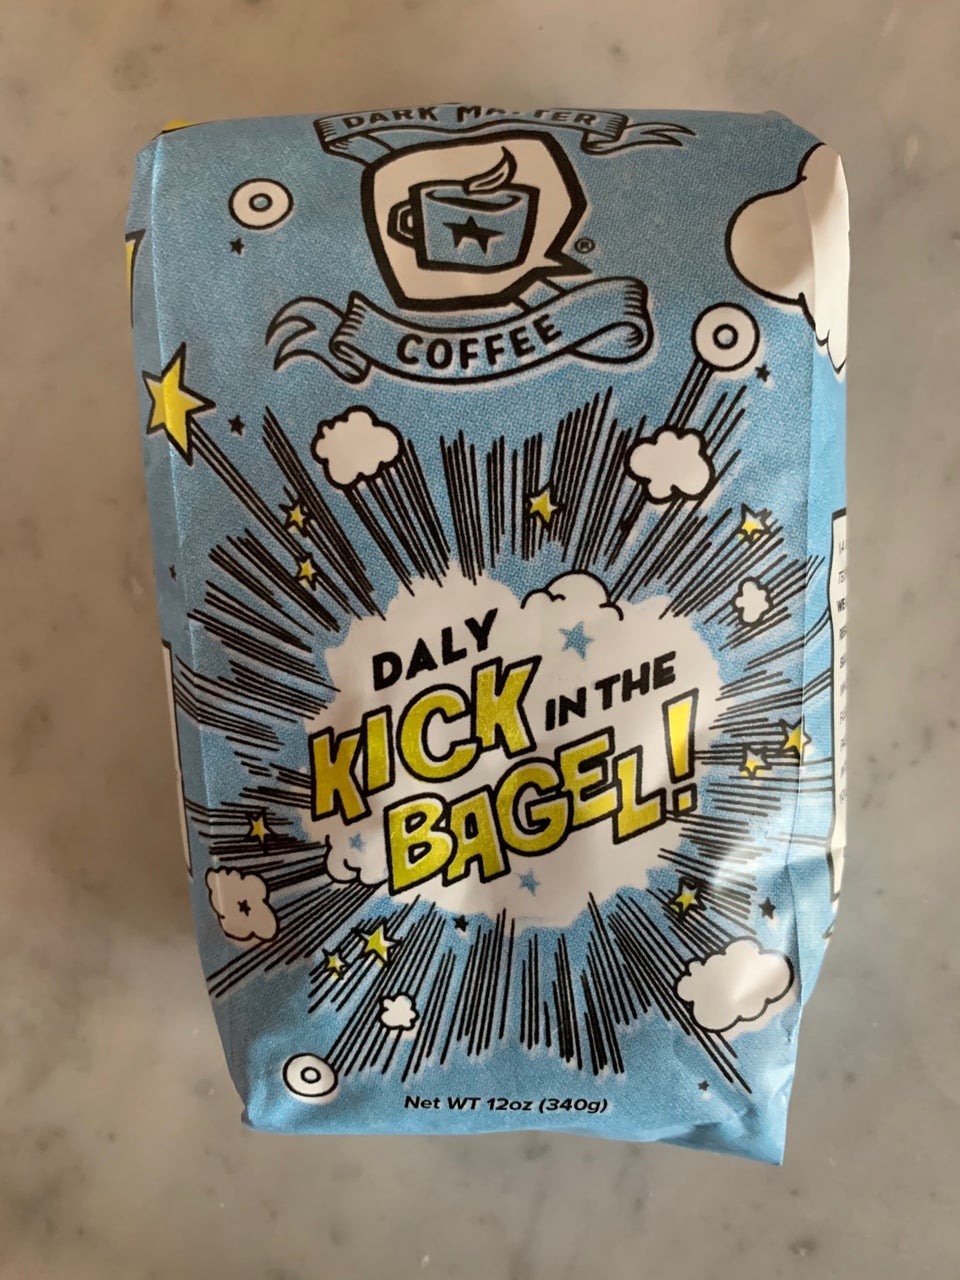 DARK MATTER
®
COFFEE
DALY
KICK IN THE
BAGEL!
Net WT 12oz (340g)